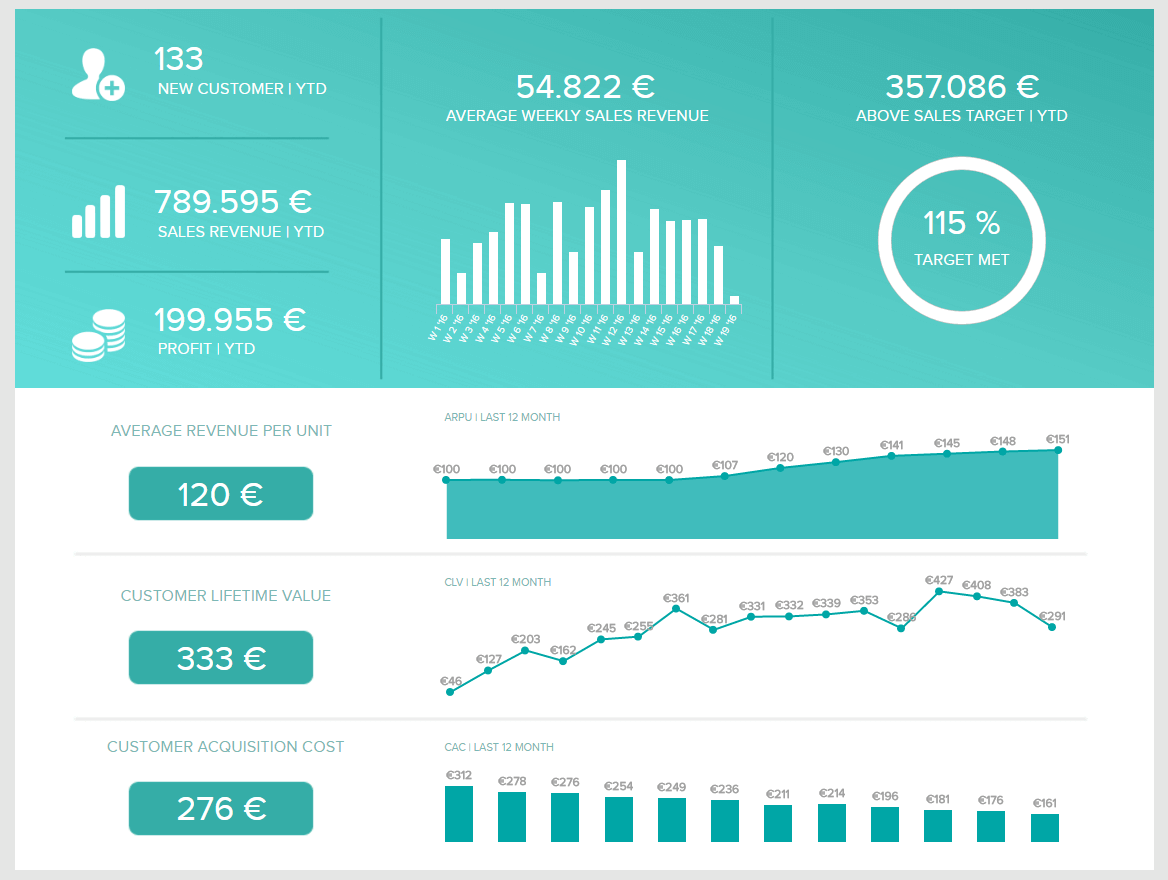 133
NEW CUSTOMER | YTD
789.595 €
SALES REVENUE | YTD
199.955 €
PROFIT | YTD
54.822 €
AVERAGE WEEKLY SALES REVENUE
W 1 '16 W 2 '16 W 3 '16 W 4 '16 W 5 '16 W 6 '16 W 7 '16 W 8 '16 W 9 '16 W 10 '16 W 11 '16 W 12 '16 W 13 '16 W 14 '16 W 15 '16 W 16 '16 W 17 '16 W 18 '16 W 19 '16
357.086 €
ABOVE SALES TARGET | YTD
115 %
TARGET MET
AVERAGE REVENUE PER UNIT
120 €
ARPU | LAST 12 MONTH
€100 €100 €100 €100 €100 €107 €120 €130 €141 €145 €148 €151
CUSTOMER LIFETIME VALUE
333 €
CLV | LAST 12 MONTH
€46 €127 €203 €162 €245 €255 €361 €281 €331 €332 €339 €353 €286 €427 €408 €383 €291
CUSTOMER ACQUISITION COST
276 €
CAC | LAST 12 MONTH
€312 €278 €276 €254 €249 €236 €211 €214 €196 €181 €176 €161